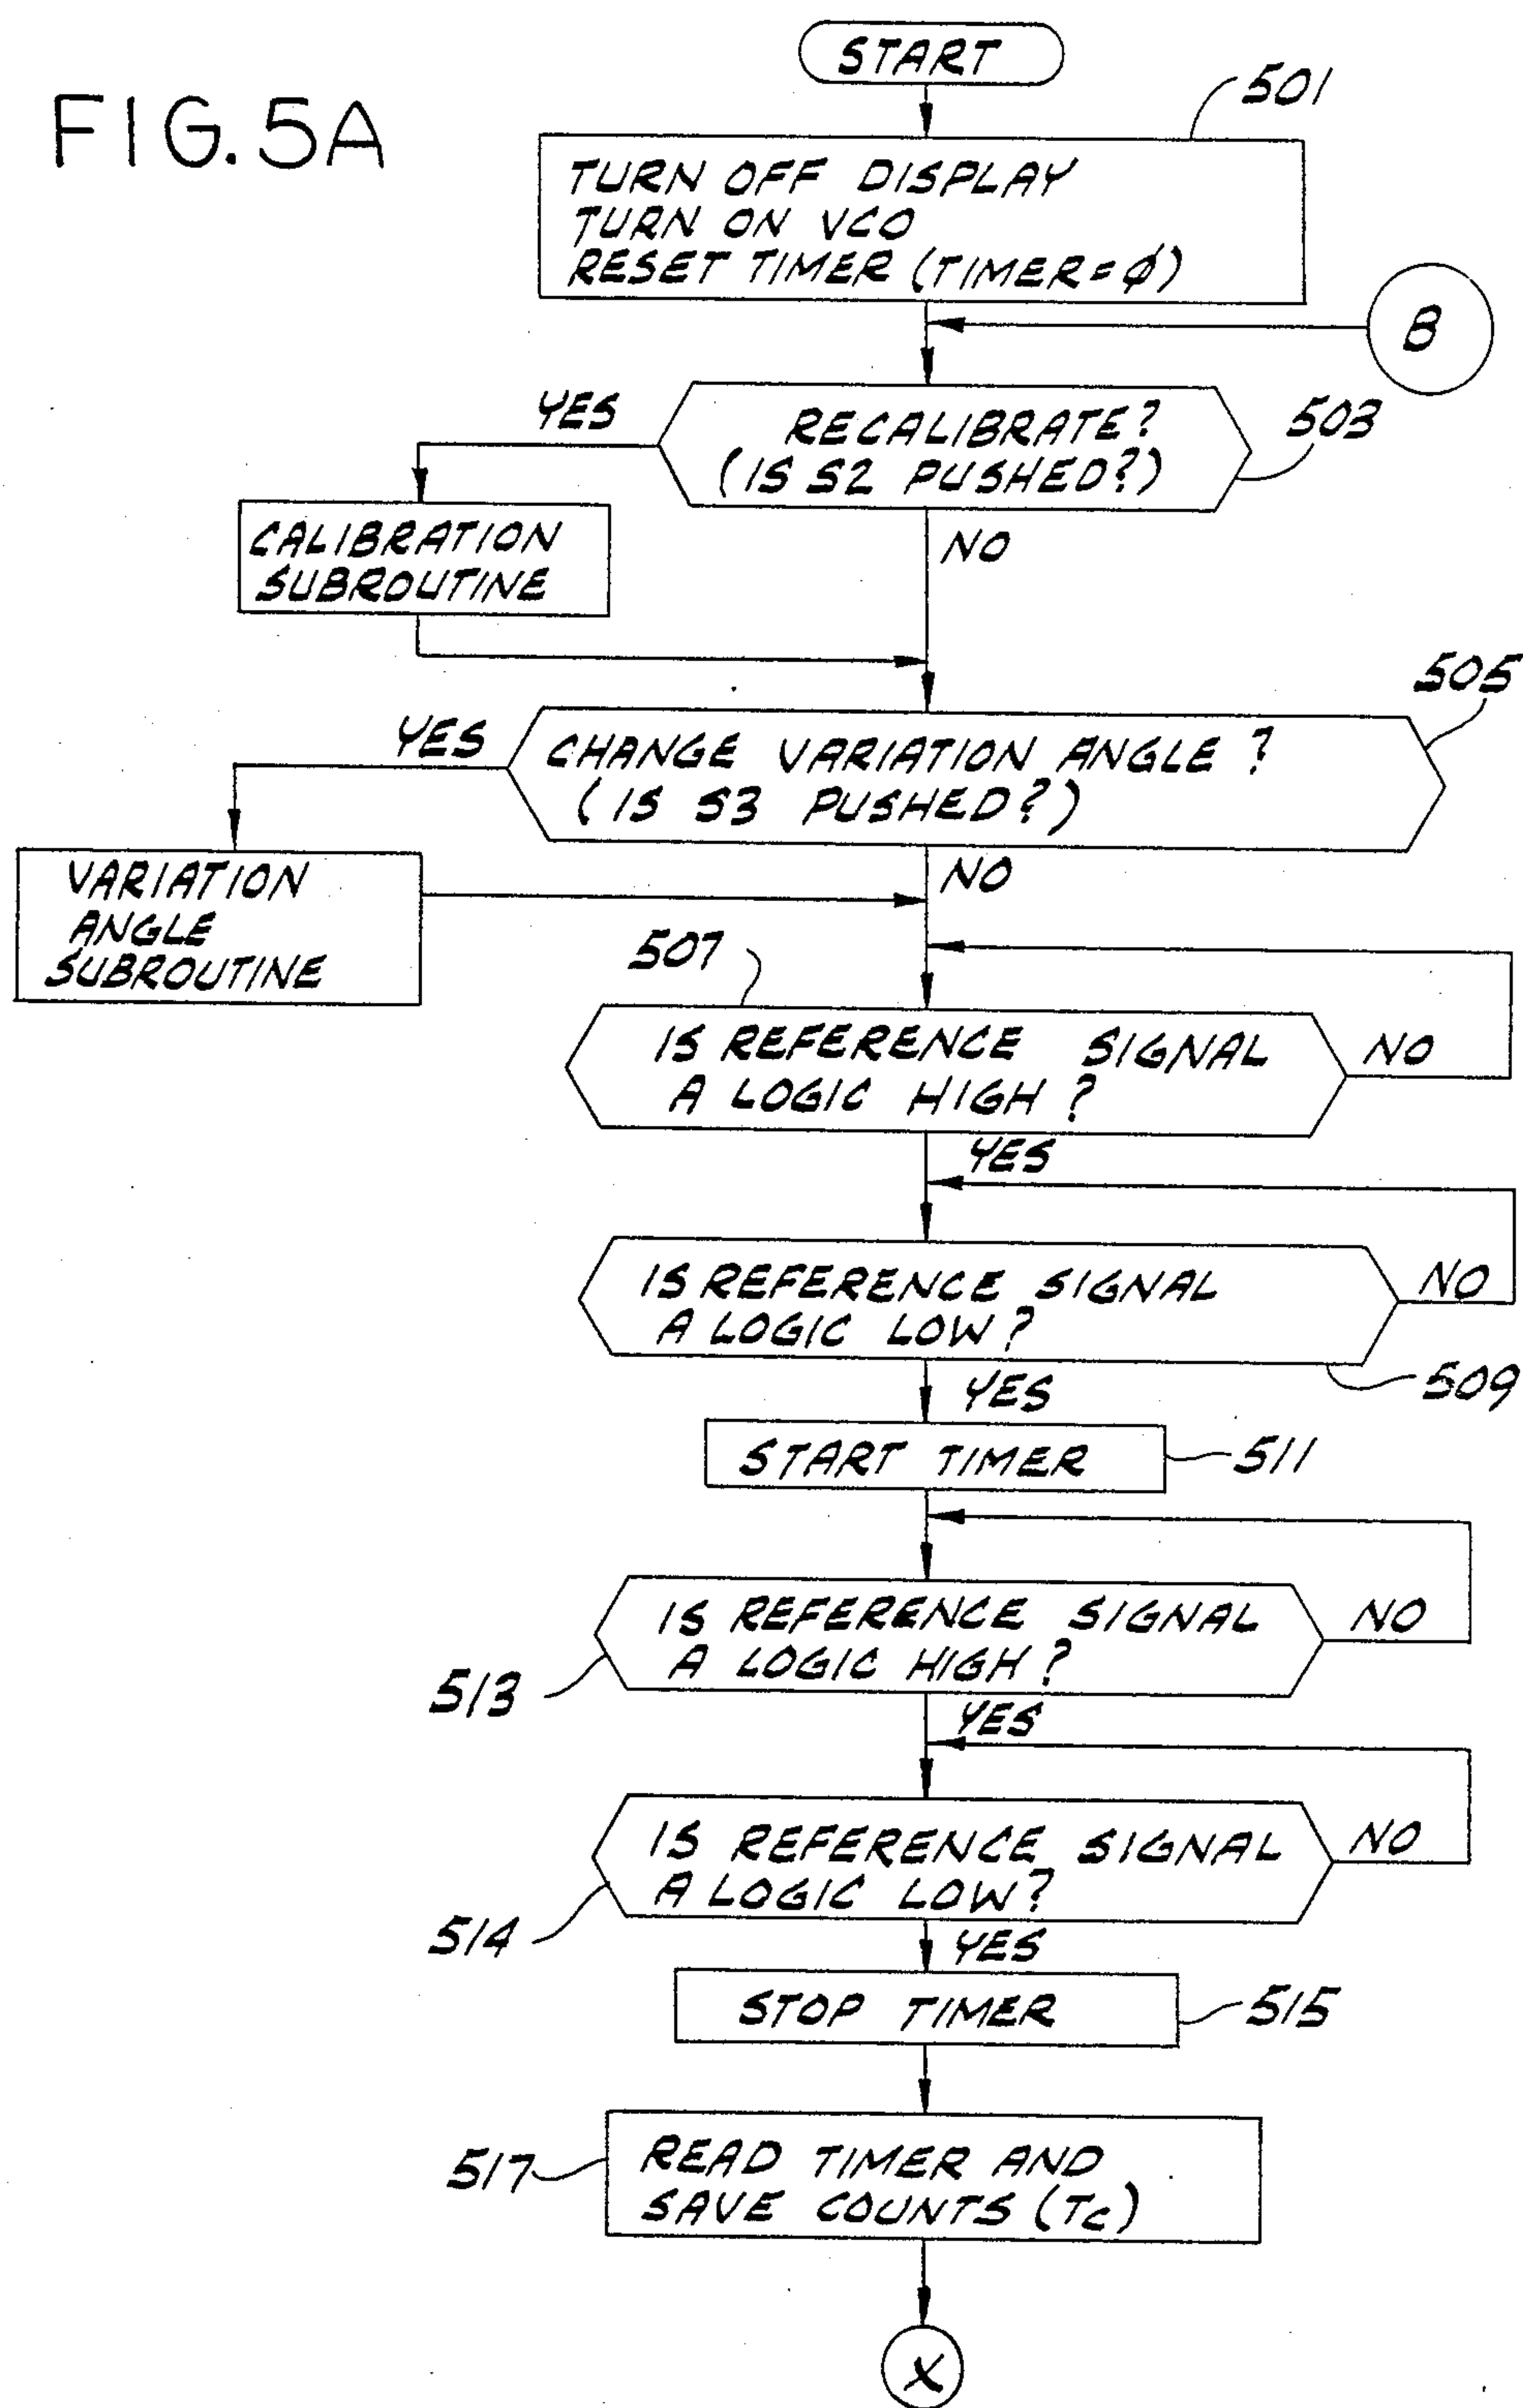 FIG. 5A
START
501
TURN OFF DISPLAY
TURN ON VCO
RESET TIMER (TIMER = ϕ)
B
YES
RECALIBRATE?
(IS S2 PUSHED?)
503
CALIBRATION
SUBROUTINE
NO
505
YES
CHANGE VARIATION ANGLE ?
(IS S3 PUSHED?)
VARIATION
ANGLE
SUBROUTINE
NO
507
IS REFERENCE SIGNAL
A LOGIC HIGH ?
NO
YES
IS REFERENCE SIGNAL
A LOGIC LOW ?
NO
509
YES
START TIMER
511
IS REFERENCE SIGNAL
A LOGIC HIGH ?
NO
513
YES
IS REFERENCE SIGNAL
A LOGIC LOW?
NO
514
YES
STOP TIMER
515
517
READ TIMER AND
SAVE COUNTS (Tc)
X